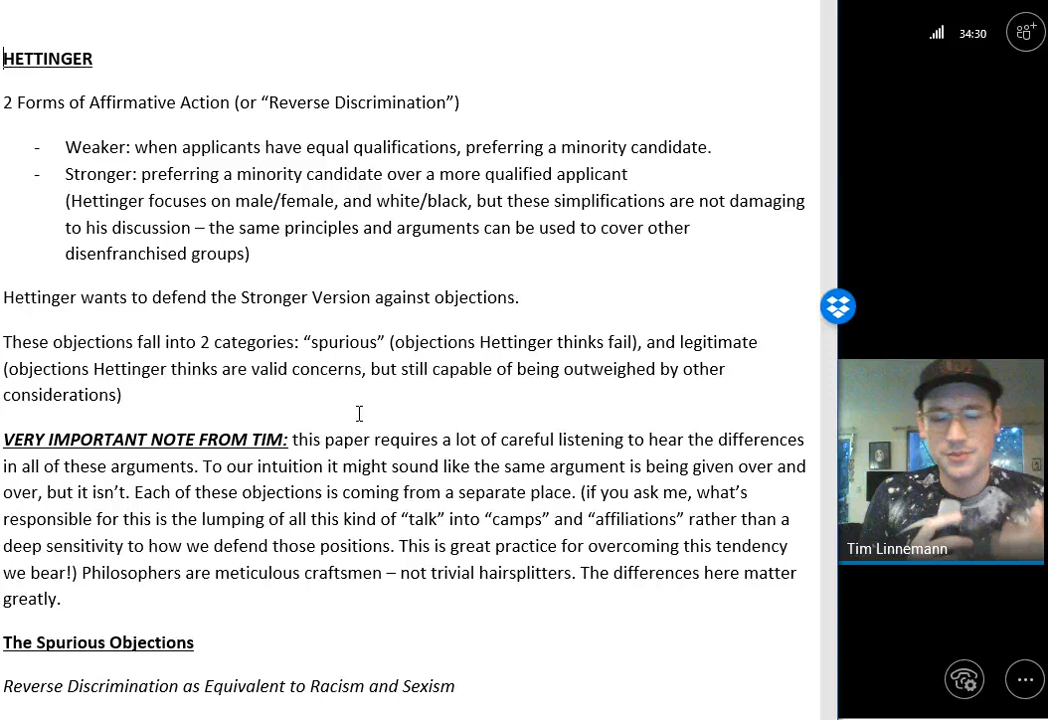 HETTINGER
2 Forms of Affirmative Action (or “Reverse Discrimination”)
- Weaker: when applicants have equal qualifications, preferring a minority candidate.
- Stronger: preferring a minority candidate over a more qualified applicant
(Hettinger focuses on male/female, and white/black, but these simplifications are not damaging
to his discussion – the same principles and arguments can be used to cover other
disenfranchised groups)
Hettinger wants to defend the Stronger Version against objections.
These objections fall into 2 categories: “spurious” (objections Hettinger thinks fail), and legitimate
(objections Hettinger thinks are valid concerns, but still capable of being outweighed by other
considerations)
VERY IMPORTANT NOTE FROM TIM: this paper requires a lot of careful listening to hear the differences
in all of these arguments. To our intuition it might sound like the same argument is being given over and
over, but it isn’t. Each of these objections is coming from a separate place. (if you ask me, what’s
responsible for this is the lumping of all this kind of “talk” into “camps” and “affiliations” rather than a
deep sensitivity to how we defend those positions. This is great practice for overcoming this tendency
we bear!) Philosophers are meticulous craftsmen – not trivial hairsplitters. The differences here matter
greatly.
The Spurious Objections
Reverse Discrimination as Equivalent to Racism and Sexism
34:30
Tim Linnemann